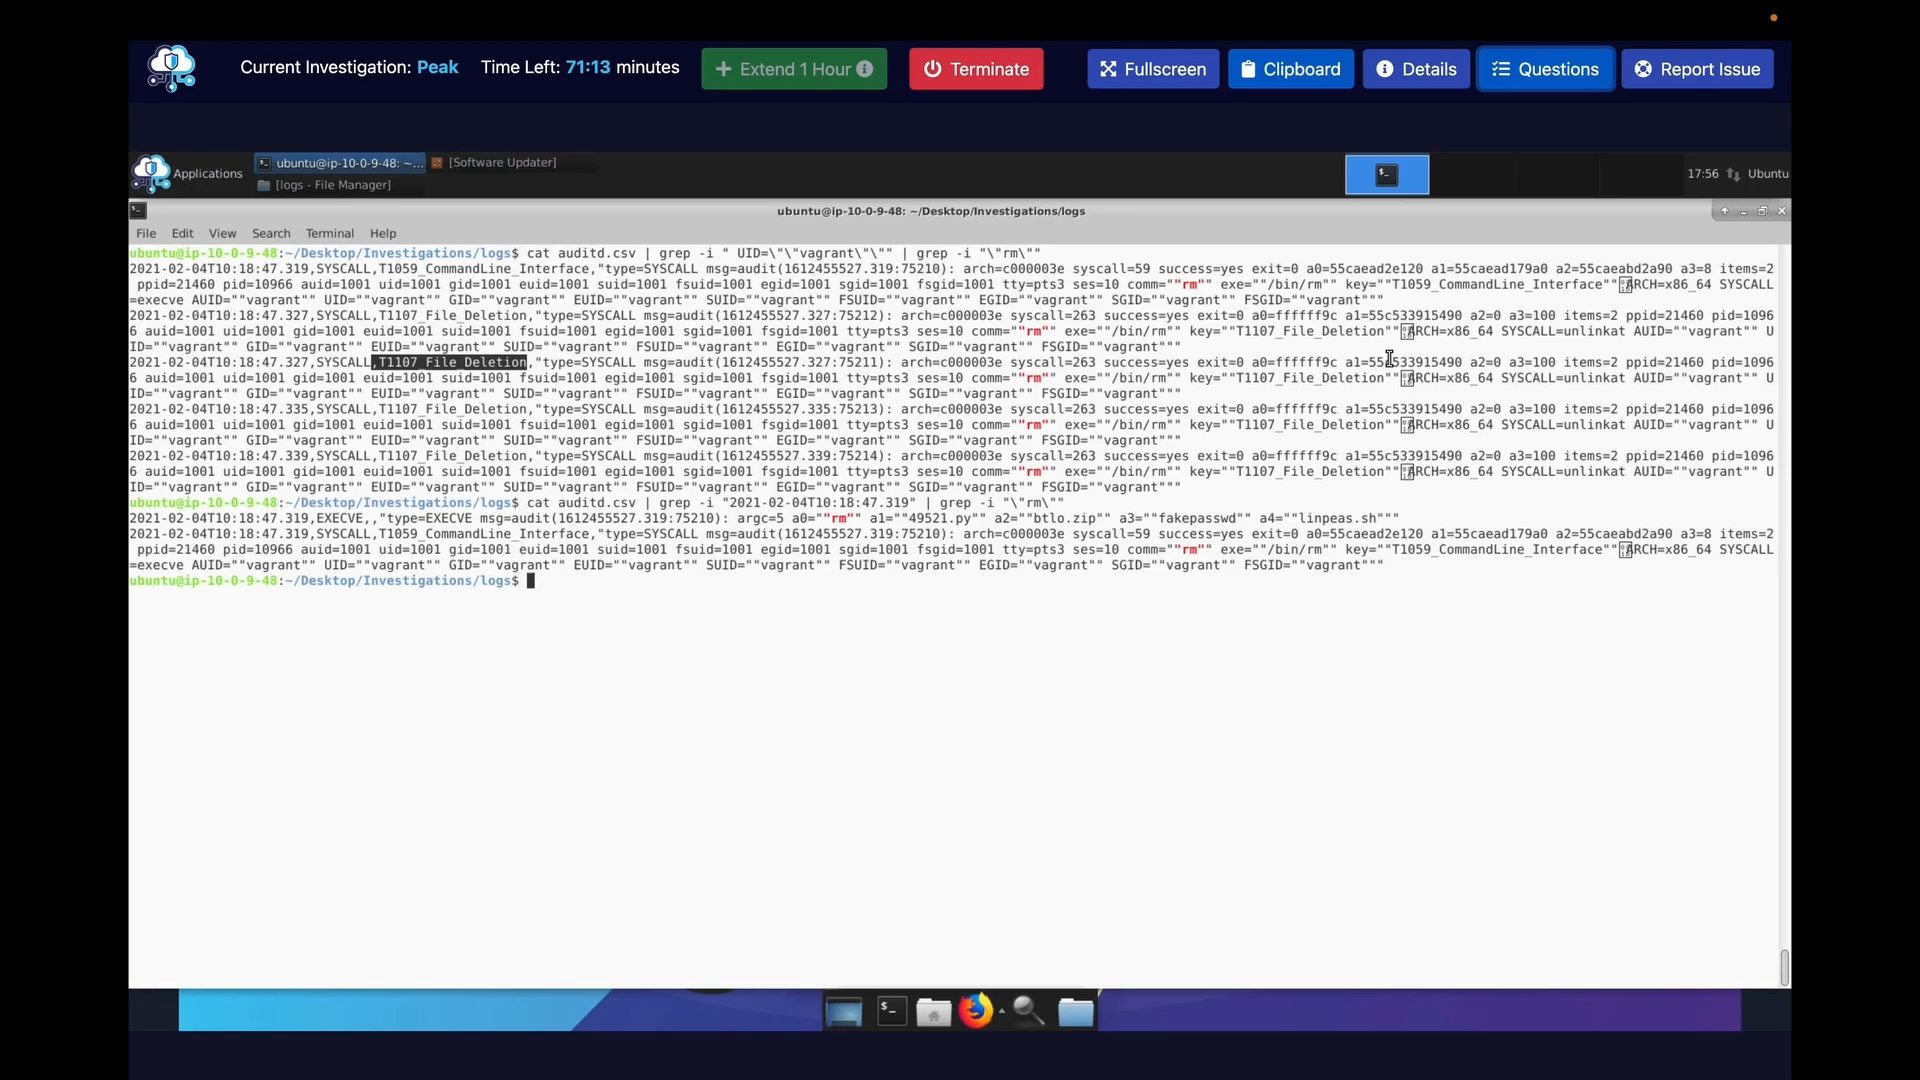 Current Investigation: Peak
Time Left: 71:13 minutes
Extend 1 Hour
Terminate
Fullscreen
Clipboard
Details
Questions
Report Issue
Applications
ubuntu@ip-10-0-9-48: ~...
[Software Updater]
[logs - File Manager]
17:56
Ubuntu
ubuntu@ip-10-0-9-48: ~/Desktop/Investigations/logs
File Edit View Search Terminal Help
ubuntu@ip-10-0-9-48:~/Desktop/Investigations/logs$ cat auditd.csv | grep -i " UID=\"\"vagrant\"\"" | grep -i "\"rm\""
2021-02-04T10:18:47.319,SYSCALL,T1059_CommandLine_Interface,"type=SYSCALL msg=audit(1612455527.319:75210): arch=c000003e syscall=59 success=yes exit=0 a0=55caead2e120 a1=55caead179a0 a2=55caeabd2a90 a3=8 items=2
ppid=21460 pid=10966 auid=1001 uid=1001 gid=1001 euid=1001 suid=1001 fsuid=1001 egid=1001 sgid=1001 fsgid=1001 tty=pts3 ses=10 comm=""rm"" exe=""/bin/rm"" key=""T1059_CommandLine_Interface""ARCH=x86_64 SYSCALL
=execve AUID=""vagrant"" UID=""vagrant"" GID=""vagrant"" EUID=""vagrant"" SUID=""vagrant"" FSUID=""vagrant"" EGID=""vagrant"" SGID=""vagrant"" FSGID=""vagrant"""
2021-02-04T10:18:47.327,SYSCALL,T1107_File_Deletion,"type=SYSCALL msg=audit(1612455527.327:75212): arch=c000003e syscall=263 success=yes exit=0 a0=ffffff9c a1=55c533915490 a2=0 a3=100 items=2 ppid=21460 pid=1096
6 auid=1001 uid=1001 gid=1001 euid=1001 suid=1001 fsuid=1001 egid=1001 sgid=1001 fsgid=1001 tty=pts3 ses=10 comm=""rm"" exe=""/bin/rm"" key=""T1107_File_Deletion""ARCH=x86_64 SYSCALL=unlinkat AUID=""vagrant"" U
ID=""vagrant"" GID=""vagrant"" EUID=""vagrant"" SUID=""vagrant"" FSUID=""vagrant"" EGID=""vagrant"" SGID=""vagrant"" FSGID=""vagrant"""
2021-02-04T10:18:47.327,SYSCALL,T1107_File_Deletion,"type=SYSCALL msg=audit(1612455527.327:75211): arch=c000003e syscall=263 success=yes exit=0 a0=ffffff9c a1=55c533915490 a2=0 a3=100 items=2 ppid=21460 pid=1096
6 auid=1001 uid=1001 gid=1001 euid=1001 suid=1001 fsuid=1001 egid=1001 sgid=1001 fsgid=1001 tty=pts3 ses=10 comm=""rm"" exe=""/bin/rm"" key=""T1107_File_Deletion""ARCH=x86_64 SYSCALL=unlinkat AUID=""vagrant"" U
ID=""vagrant"" GID=""vagrant"" EUID=""vagrant"" SUID=""vagrant"" FSUID=""vagrant"" EGID=""vagrant"" SGID=""vagrant"" FSGID=""vagrant"""
2021-02-04T10:18:47.335,SYSCALL,T1107_File_Deletion,"type=SYSCALL msg=audit(1612455527.335:75213): arch=c000003e syscall=263 success=yes exit=0 a0=ffffff9c a1=55c533915490 a2=0 a3=100 items=2 ppid=21460 pid=1096
6 auid=1001 uid=1001 gid=1001 euid=1001 suid=1001 fsuid=1001 egid=1001 sgid=1001 fsgid=1001 tty=pts3 ses=10 comm=""rm"" exe=""/bin/rm"" key=""T1107_File_Deletion""ARCH=x86_64 SYSCALL=unlinkat AUID=""vagrant"" U
ID=""vagrant"" GID=""vagrant"" EUID=""vagrant"" SUID=""vagrant"" FSUID=""vagrant"" EGID=""vagrant"" SGID=""vagrant"" FSGID=""vagrant"""
2021-02-04T10:18:47.339,SYSCALL,T1107_File_Deletion,"type=SYSCALL msg=audit(1612455527.339:75214): arch=c000003e syscall=263 success=yes exit=0 a0=ffffff9c a1=55c533915490 a2=0 a3=100 items=2 ppid=21460 pid=1096
6 auid=1001 uid=1001 gid=1001 euid=1001 suid=1001 fsuid=1001 egid=1001 sgid=1001 fsgid=1001 tty=pts3 ses=10 comm=""rm"" exe=""/bin/rm"" key=""T1107_File_Deletion""ARCH=x86_64 SYSCALL=unlinkat AUID=""vagrant"" U
ID=""vagrant"" GID=""vagrant"" EUID=""vagrant"" SUID=""vagrant"" FSUID=""vagrant"" EGID=""vagrant"" SGID=""vagrant"" FSGID=""vagrant"""
ubuntu@ip-10-0-9-48:~/Desktop/Investigations/logs$ cat auditd.csv | grep -i "2021-02-04T10:18:47.319" | grep -i "\"rm\""
2021-02-04T10:18:47.319,EXECVE,,"type=EXECVE msg=audit(1612455527.319:75210): argc=5 a0=""rm"" a1=""49521.py"" a2=""btlo.zip"" a3=""fakepasswd"" a4=""linpeas.sh"""
2021-02-04T10:18:47.319,SYSCALL,T1059_CommandLine_Interface,"type=SYSCALL msg=audit(1612455527.319:75210): arch=c000003e syscall=59 success=yes exit=0 a0=55caead2e120 a1=55caead179a0 a2=55caeabd2a90 a3=8 items=2
ppid=21460 pid=10966 auid=1001 uid=1001 gid=1001 euid=1001 suid=1001 fsuid=1001 egid=1001 sgid=1001 fsgid=1001 tty=pts3 ses=10 comm=""rm"" exe=""/bin/rm"" key=""T1059_CommandLine_Interface""ARCH=x86_64 SYSCALL
=execve AUID=""vagrant"" UID=""vagrant"" GID=""vagrant"" EUID=""vagrant"" SUID=""vagrant"" FSUID=""vagrant"" EGID=""vagrant"" SGID=""vagrant"" FSGID=""vagrant"""
ubuntu@ip-10-0-9-48:~/Desktop/Investigations/logs$